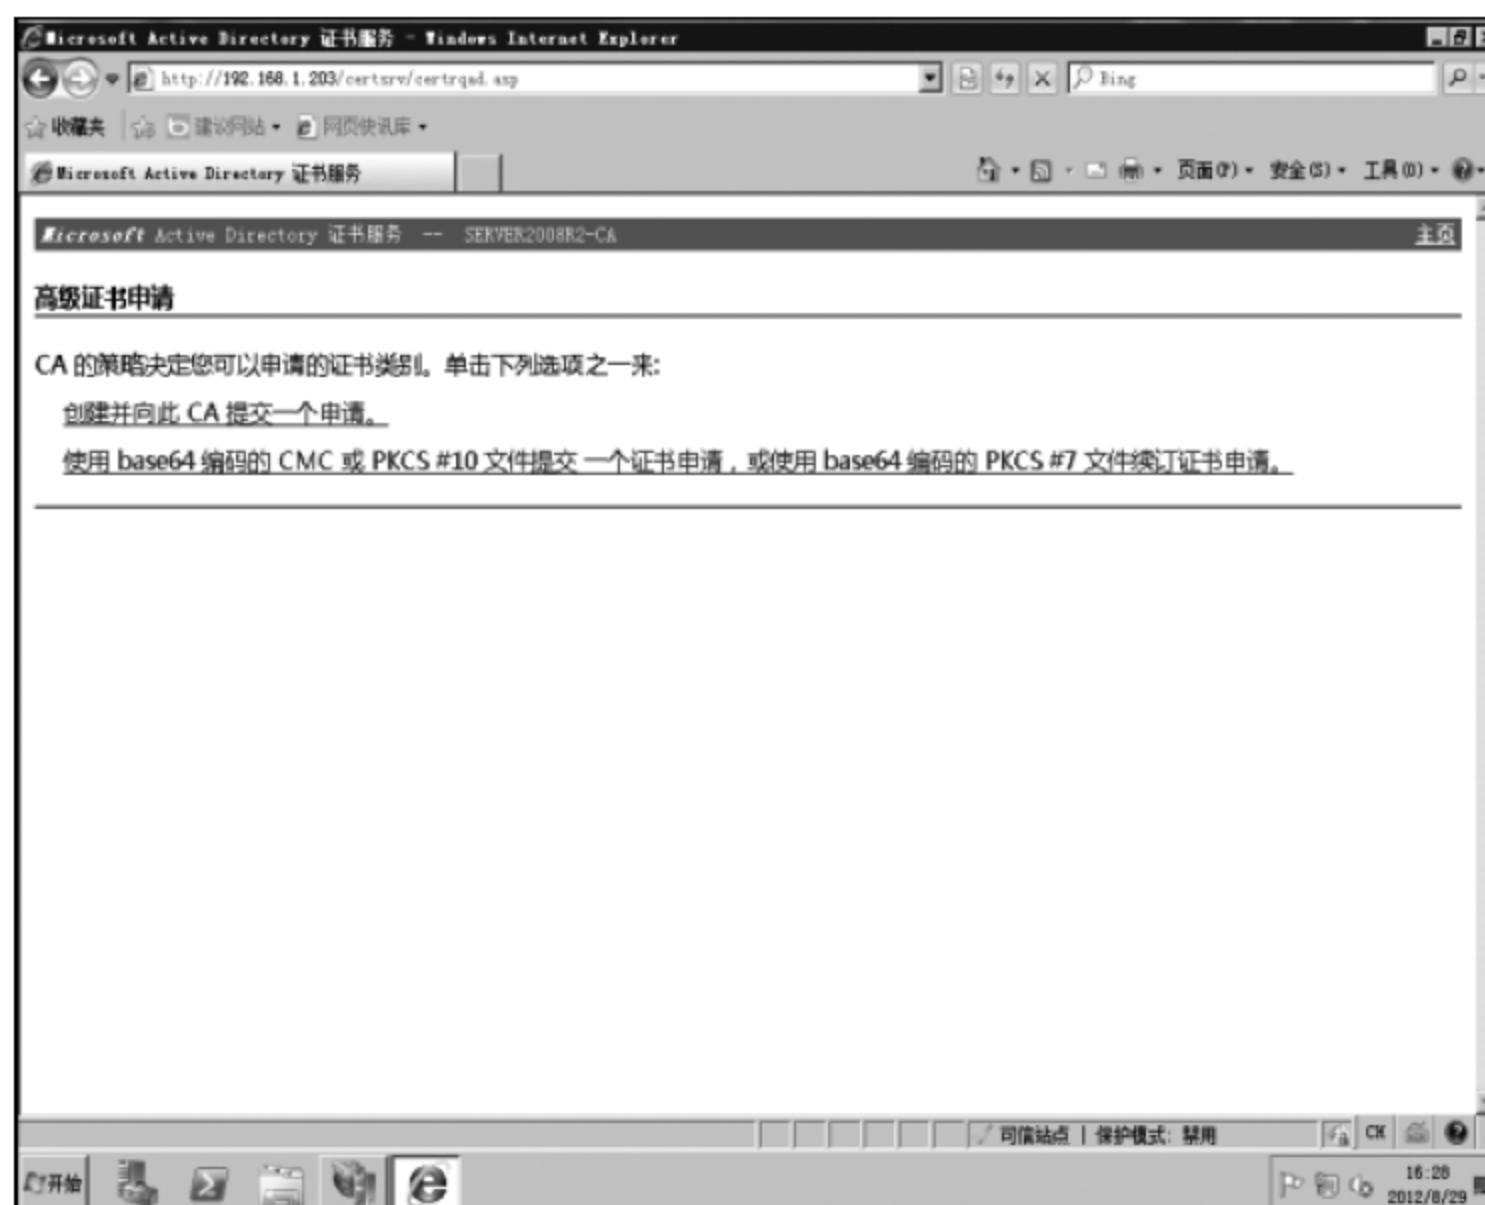 Microsoft Active Directory 证书服务 - Windows Internet Explorer
http://192.168.1.203/certsrv/certrqad.asp
Bing
收藏夹 建议网站 网页快讯库
Microsoft Active Directory 证书服务
页面(P) 安全(S) 工具(O)
Microsoft Active Directory 证书服务 -- SERVER2008R2-CA
主页
高级证书申请
CA 的策略决定您可以申请的证书类别。单击下列选项之一来:
创建并向此 CA 提交一个申请。
使用 base64 编码的 CMC 或 PKCS #10 文件提交 一个证书申请，或使用 base64 编码的 PKCS #7 文件续订证书申请。
可信站点 | 保护模式: 禁用
CH
开始
16:28
2012/8/29